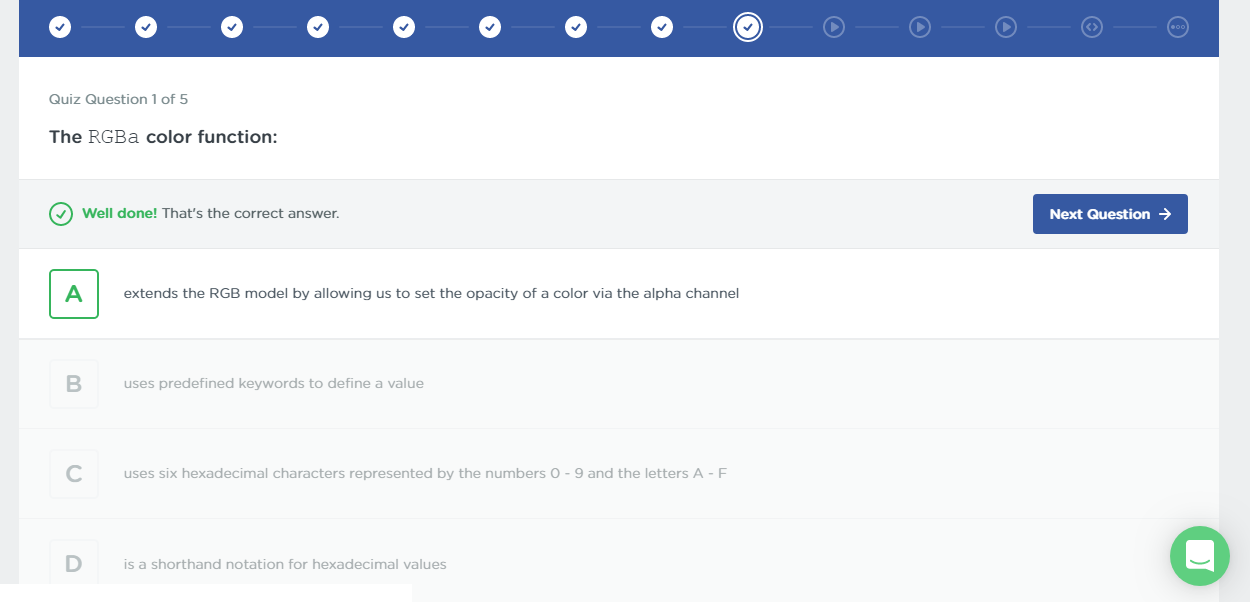 Quiz Question 1 of 5
The RGBa color function:
Well done! That's the correct answer.
Next Question →
A
extends the RGB model by allowing us to set the opacity of a color via the alpha channel
B
uses predefined keywords to define a value
C
uses six hexadecimal characters represented by the numbers 0 - 9 and the letters A - F
D
is a shorthand notation for hexadecimal values